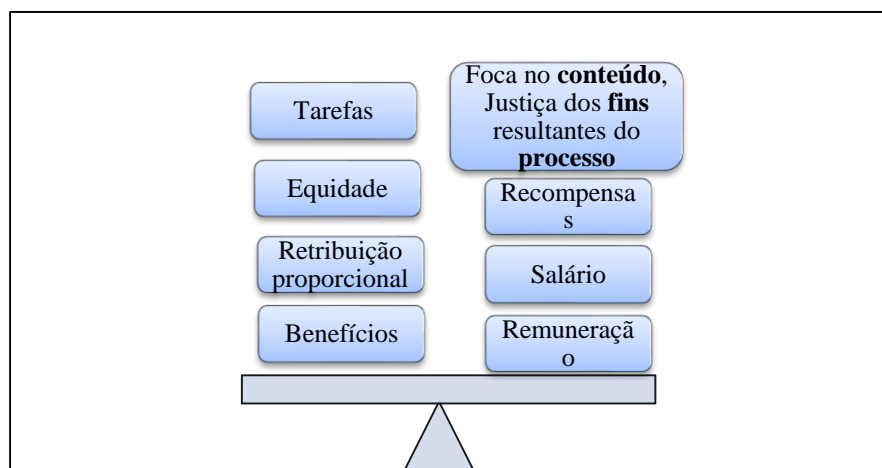 Tarefas
Equidade
Retribuição
proporcional
Benefícios
Foca no conteúdo,
Justiça dos fins
resultantes do
processo
Recompensa
s
Salário
Remuneraçã
o